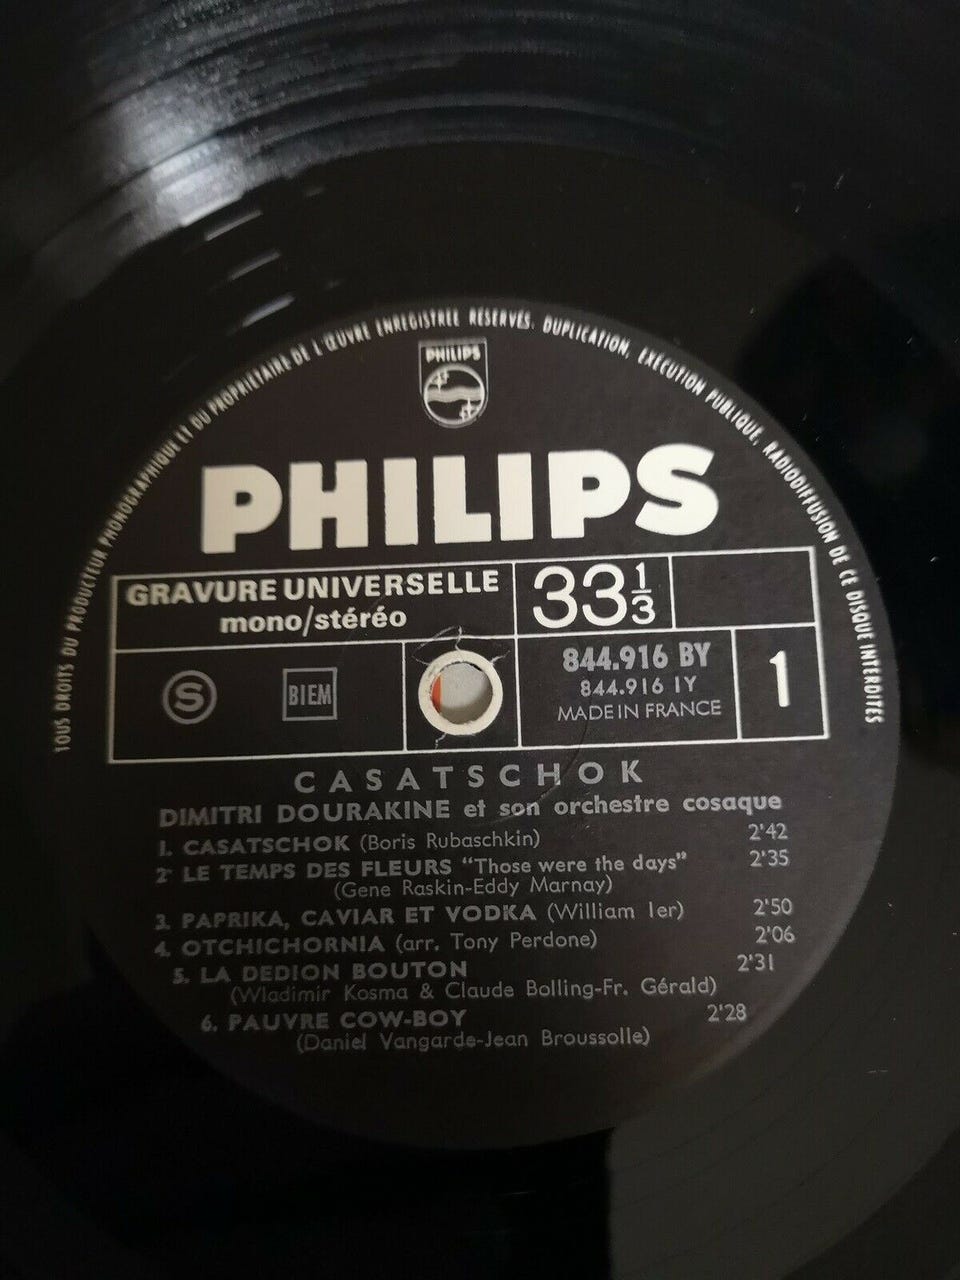 TOUS DROITS DU PRODUCTEUR PHONOGRAPHIQUE ET DU PROPRIETAIRE DE L'ŒUVRE ENREGISTREE RESERVES. DUPLICATION, EXECUTION PUBLIQUE, RADIODIFFUSION DE CE DISQUE INTERDITES
PHILIPS
PHILIPS
GRAVURE UNIVERSELLE
mono/stéréo
33 1/3
S
BIEM
844.916 BY
844.916 IY
MADE IN FRANCE
1
CASATSCHOK
DIMITRI DOURAKINE et son orchestre cosaque
1. CASATSCHOK (Boris Rubaschkin) 2'42
2. LE TEMPS DES FLEURS "Those were the days" 2'35
(Gene Raskin-Eddy Marnay)
3. PAPRIKA, CAVIAR ET VODKA (William Ier) 2'50
4. OTCHICHORNIA (arr. Tony Perdone) 2'06
5. LA DEDION BOUTON 2'31
(Wladimir Kosma & Claude Bolling-Fr. Gérald)
6. PAUVRE COW-BOY 2'28
(Daniel Vangarde-Jean Broussolle)